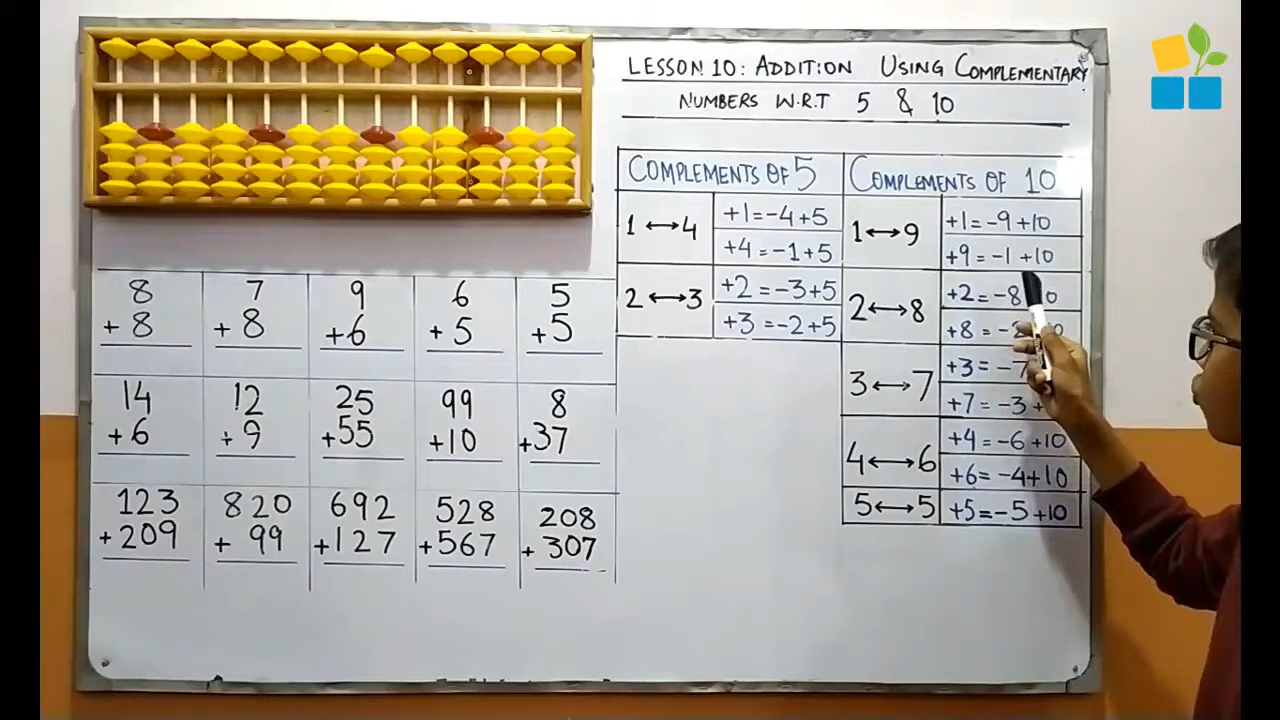 LESSON 10: ADDITION USING COMPLEMENTARY
NUMBERS W.R.T 5 & 10
COMPLEMENTS OF 5
1 ↔ 4
+1 = -4 +5
+4 = -1 +5
2 ↔ 3
+2 = -3 +5
+3 = -2 +5
COMPLEMENTS OF 10
1 ↔ 9
+1 = -9 +10
+9 = -1 +10
2 ↔ 8
+2 = -8 0
+8 = -
3 ↔ 7
+3 = -7
+7 = -3 +
4 ↔ 6
+4 = -6 +10
+6 = -4 +10
5 ↔ 5
+5 = -5 +10
8 7 9 6 5
+ 8 + 8 + 6 + 5 + 5
14 12 25 99 8
+ 6 + 9 + 55 + 10 + 37
123 820 692 528 208
+ 209 + 99 + 127 + 567 + 307